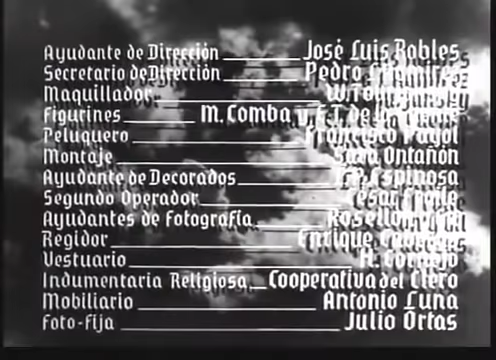 Ayudante de Dirección José Luis Robles
Secretario de Dirección Pedro
Maquillador
Figurines M. Comba y
Peluquero Francisco Payol
Montaje Sara Ontañón
Ayudante de Decorados Espinosa
Segundo Operador César Fraile
Ayudantes de Fotografía
Regidor Enrique
Vestuario H. Cornejo
Indumentaria Religiosa Cooperativa del Clero
Mobiliario Antonio Luna
Foto-Fija Julio Ortas